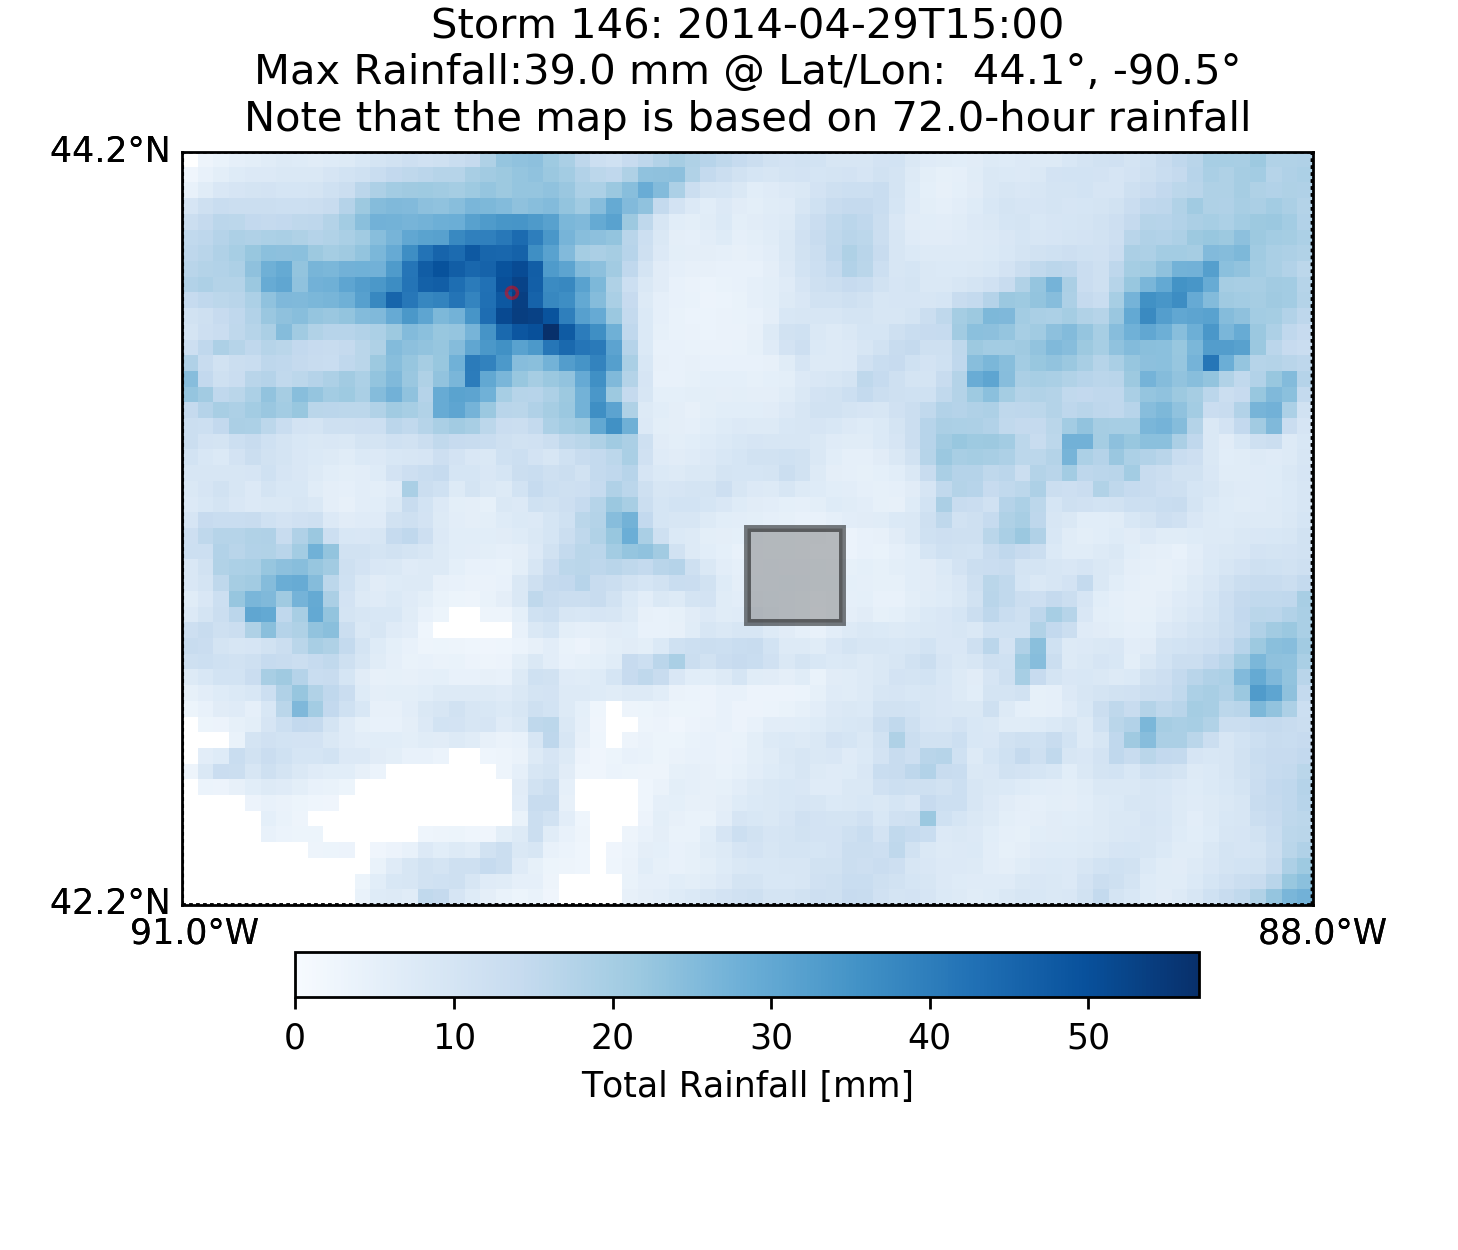 Storm 146: 2014-04-29T15:00
Max Rainfall:39.0 mm @ Lat/Lon:  44.1°, -90.5°
Note that the map is based on 72.0-hour rainfall
44.2°N
42.2°N
91.0°W 88.0°W
0 10 20 30 40 50
Total Rainfall [mm]